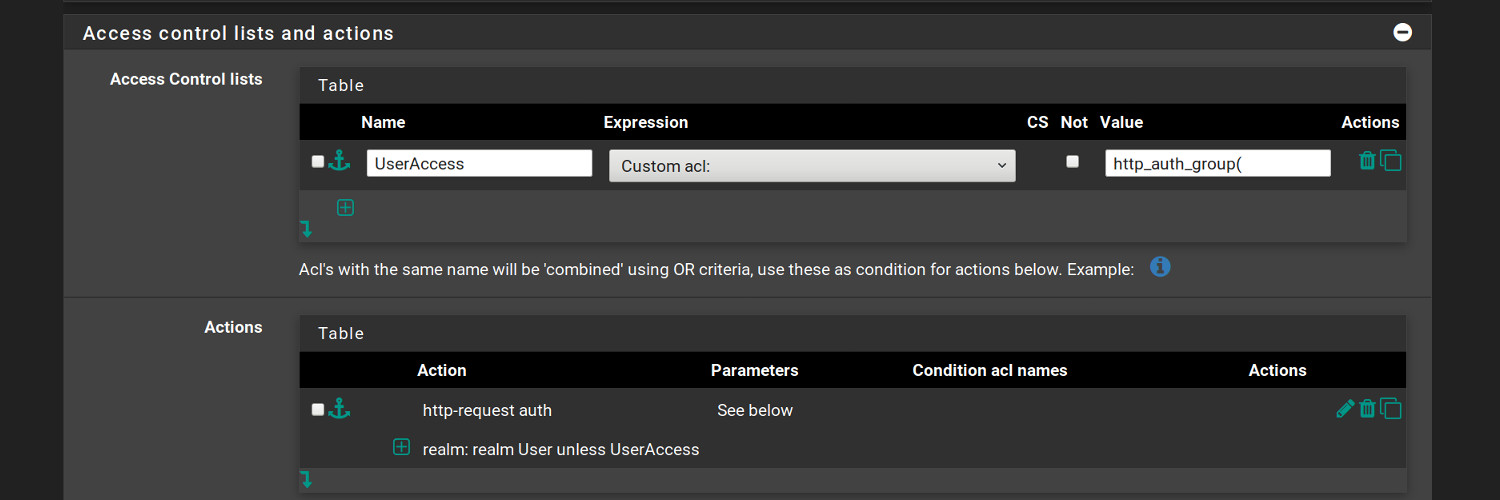 Access control lists and actions
Access Control lists
Table
Name Expression CS Not Value Actions
UserAccess Custom acl: http_auth_group(
Acl's with the same name will be 'combined' using OR criteria, use these as condition for actions below. Example:
Actions
Table
Action Parameters Condition acl names Actions
http-request auth See below
realm: realm User unless UserAccess